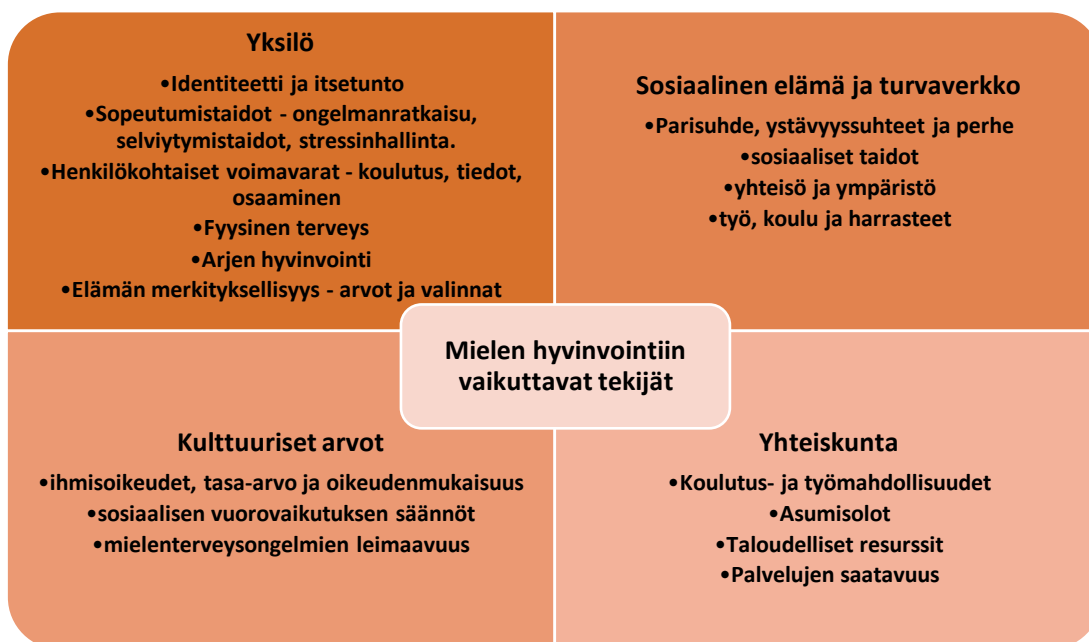 Yksilö
•Identiteetti ja itsetunto
•Sopeutumistaidot - ongelmanratkaisu,
selviytymistaidot, stressinhallinta.
•Henkilökohtaiset voimavarat - koulutus, tiedot,
osaaminen
•Fyysinen terveys
•Arjen hyvinvointi
•Elämän merkityksellisyys - arvot ja valinnat
Sosiaalinen elämä ja turvaverkko
•Parisuhde, ystävyyssuhteet ja perhe
•sosiaaliset taidot
•yhteisö ja ympäristö
•työ, koulu ja harrasteet
Mielen hyvinvointiin
vaikuttavat tekijät
Kulttuuriset arvot
•ihmisoikeudet, tasa-arvo ja oikeudenmukaisuus
•sosiaalisen vuorovaikutuksen säännöt
•mielenterveysongelmien leimaavuus
Yhteiskunta
•Koulutus- ja työmahdollisuudet
•Asumisolot
•Taloudelliset resurssit
•Palvelujen saatavuus